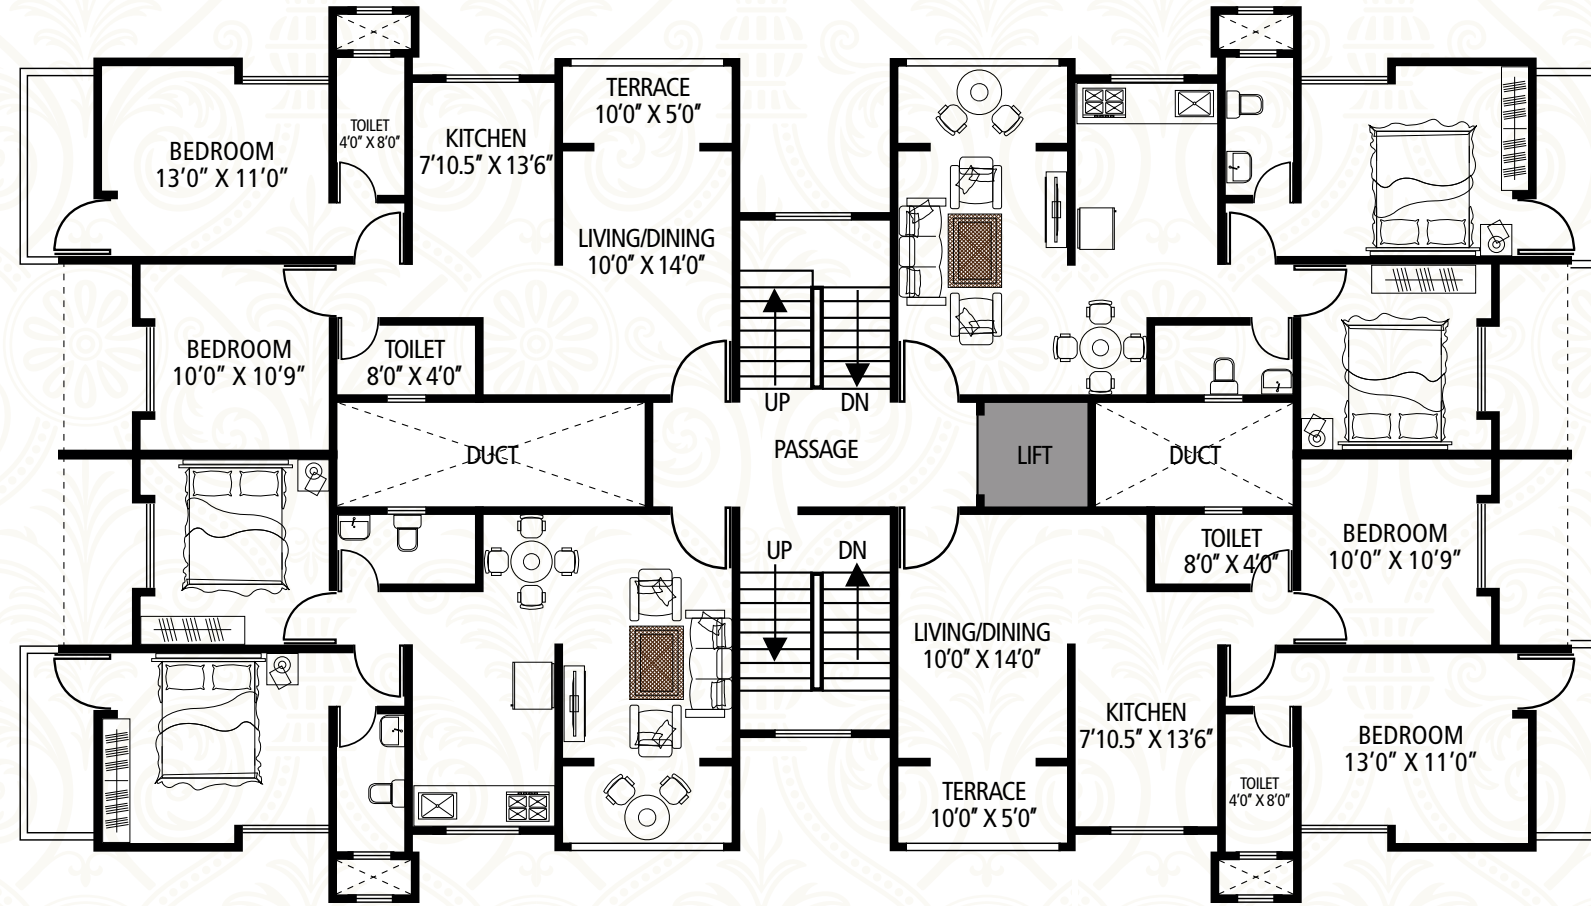 TERRACE
10'0" X 5'0"
TOILET
4'0" X 8'0"
KITCHEN
7'10.5" X 13'6"
BEDROOM
13'0" X 11'0"
LIVING/DINING
10'0" X 14'0"
BEDROOM
10'0" X 10'9"
TOILET
8'0" X 4'0"
UP
DN
PASSAGE
DUCT
LIFT
DUCT
UP
DN
TOILET
8'0" X 4'0"
BEDROOM
10'0" X 10'9"
LIVING/DINING
10'0" X 14'0"
KITCHEN
7'10.5" X 13'6"
BEDROOM
13'0" X 11'0"
TERRACE
10'0" X 5'0"
TOILET
4'0" X 8'0"